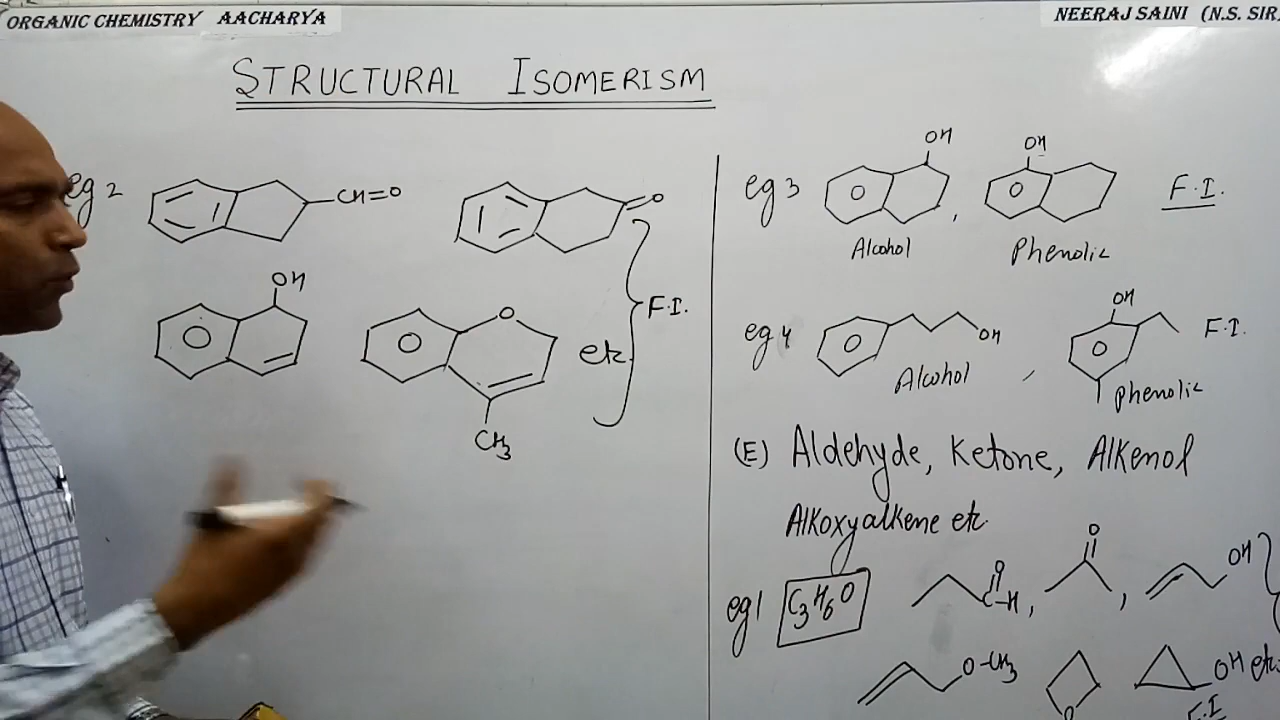 ORGANIC CHEMISTRY AACHARYA
NEERAJ SAINI (N.S. SIR)
STRUCTURAL ISOMERISM
eg 2
CH=O
O
OH
O
CH3
etc.
F.I.
eg 3
OH
,
OH
F.I.
Alcohol
Phenolic
eg 4
OH
Alcohol
,
OH
F.I.
Phenolic
(E) Aldehyde, Ketone, Alkenol
Alkoxyalkene etc.
eg1 C3H6O
O
C-H,
O
,
OH
O-CH3
O
OH etc.
F.I